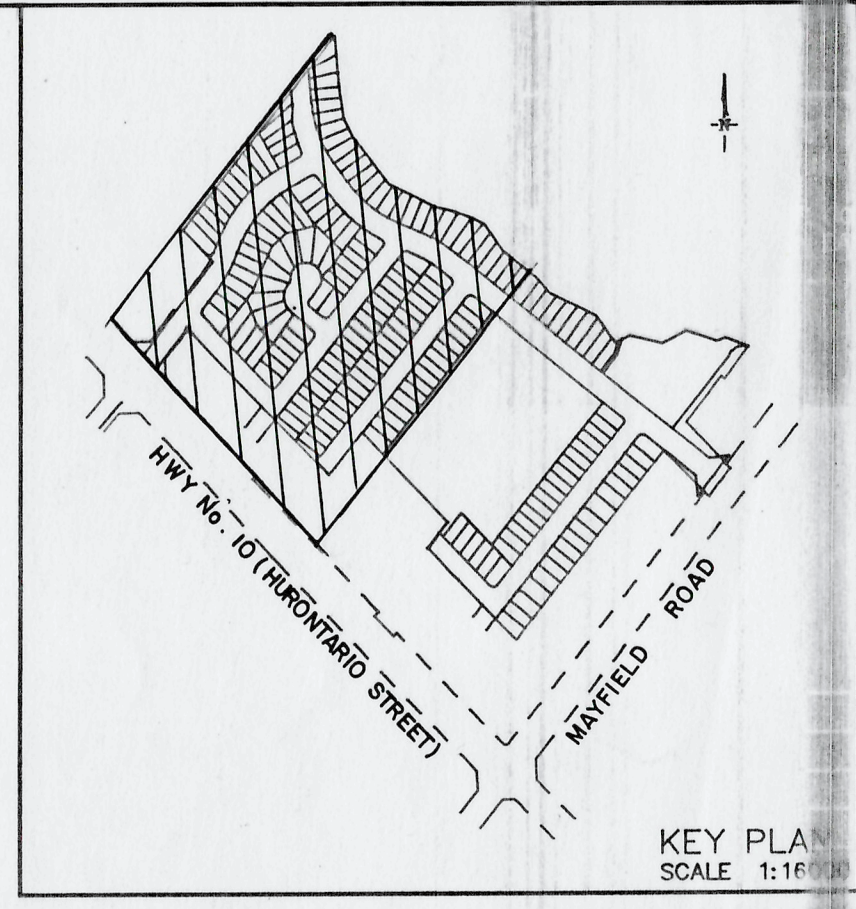 N
HWY No. 10 (HURONTARIO STREET)
MAYFIELD ROAD
KEY PLAN
SCALE 1:16000